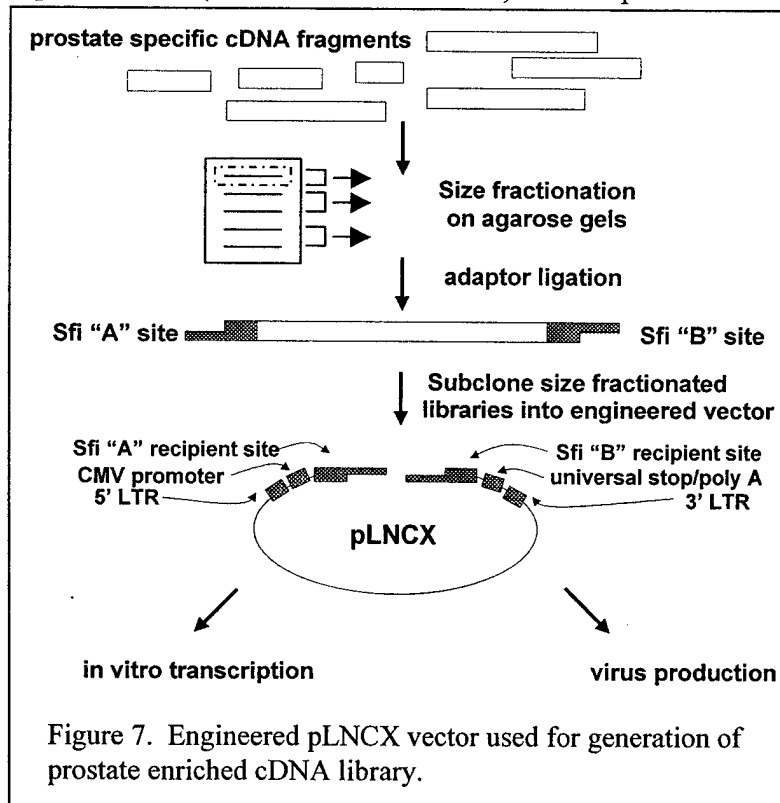 prostate specific cDNA fragments
Size fractionation
on agarose gels
adaptor ligation
Sfi "A" site
Sfi "B" site
Subclone size fractionated
libraries into engineered vector
Sfi "A" recipient site
CMV promoter
5' LTR
Sfi "B" recipient site
universal stop/poly A
3' LTR
pLNCX
in vitro transcription
virus production
Figure 7. Engineered pLNCX vector used for generation of
prostate enriched cDNA library.